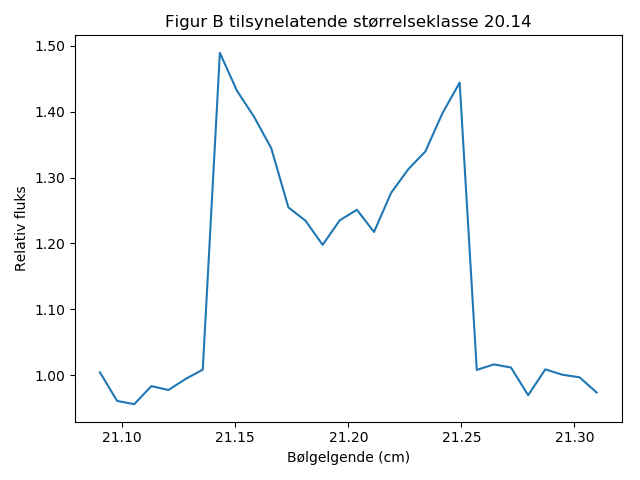 Figur B tilsynelatende størrelseklasse 20.14
1.50
1.40
1.30
1.20
1.10
1.00
Relativ fluks
21.10 21.15 21.20 21.25 21.30
Bølgelgende (cm)